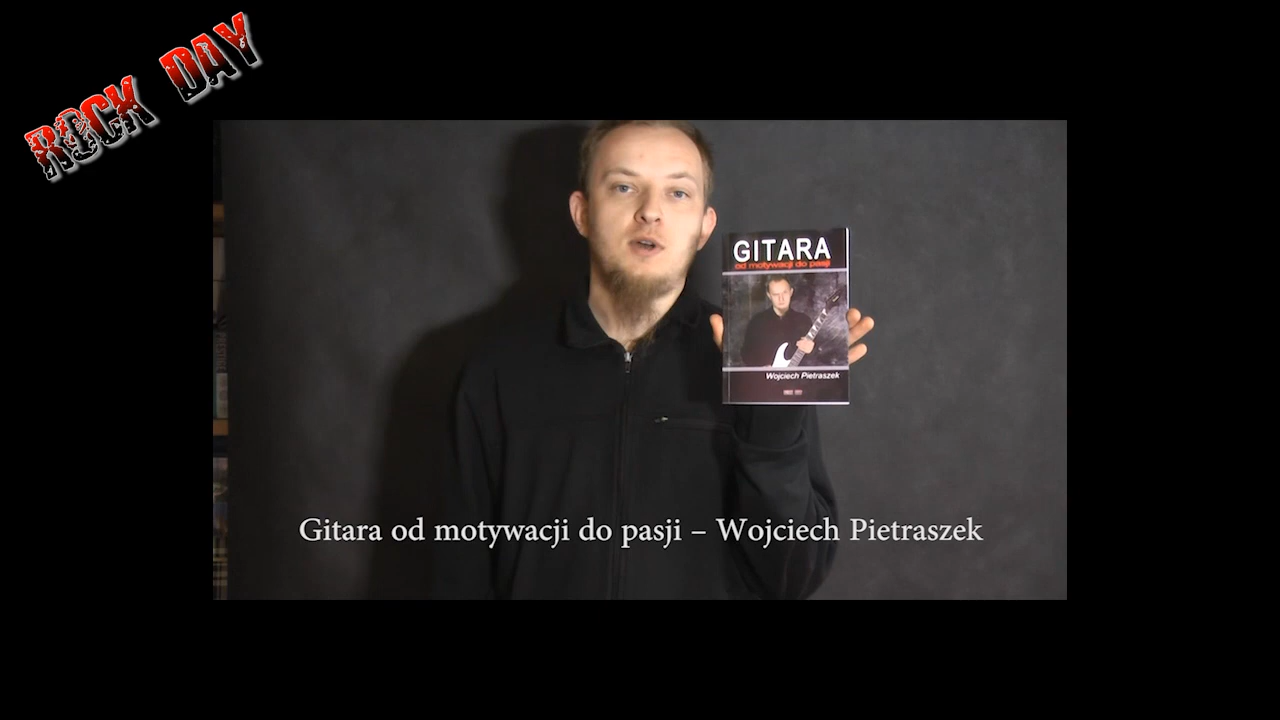 ROCK DAY
GITARA
od motywacji do pasji
Wojciech Pietraszek
Gitara od motywacji do pasji – Wojciech Pietraszek